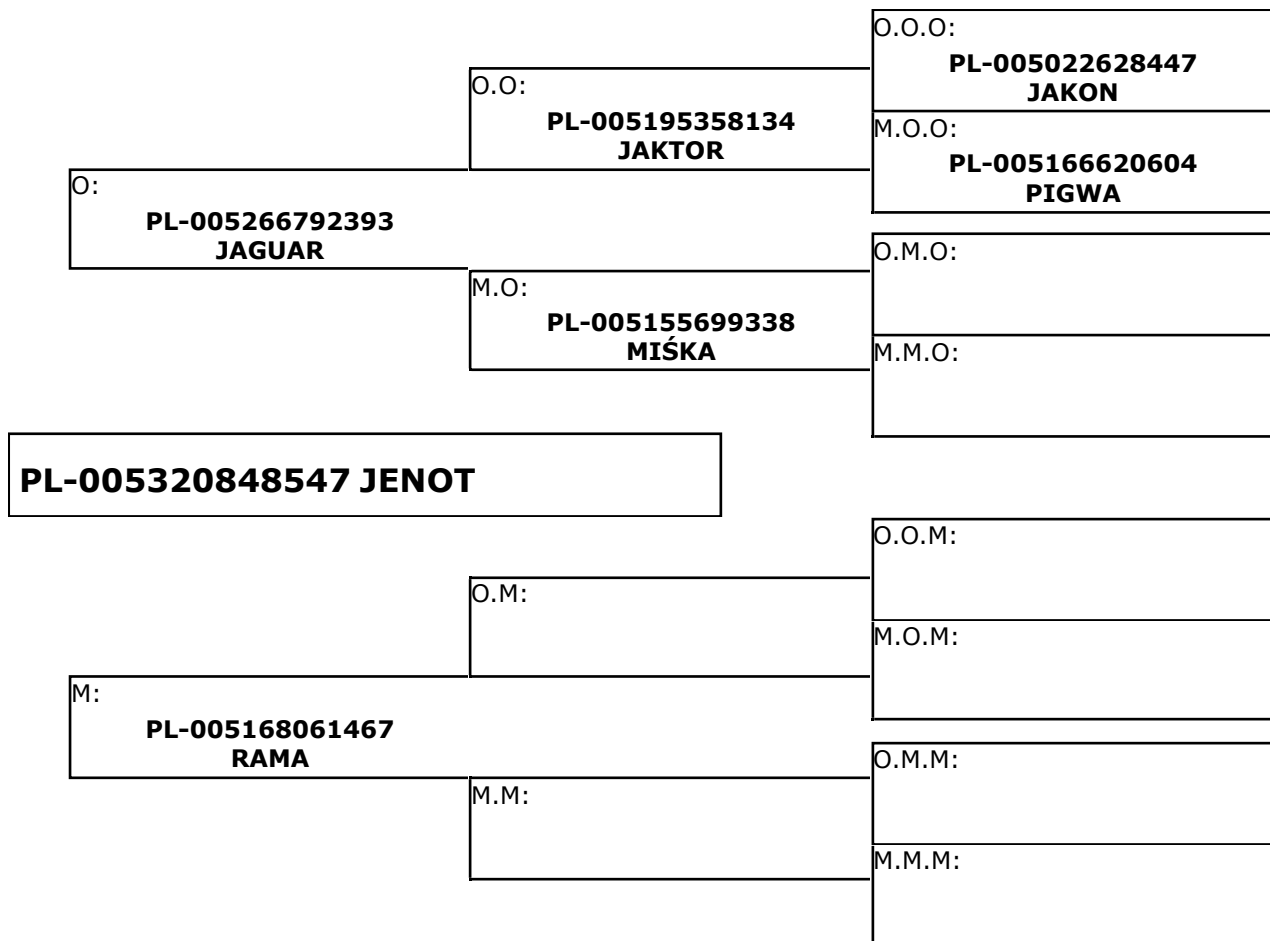 O.O.O:
PL-005022628447
JAKON
O.O:
PL-005195358134
JAKTOR
M.O.O:
PL-005166620604
PIGWA
O:
PL-005266792393
JAGUAR
O.M.O:
M.O:
PL-005155699338
MIŚKA
M.M.O:
PL-005320848547 JENOT
O.O.M:
O.M:
M.O.M:
M:
PL-005168061467
RAMA
O.M.M:
M.M:
M.M.M: